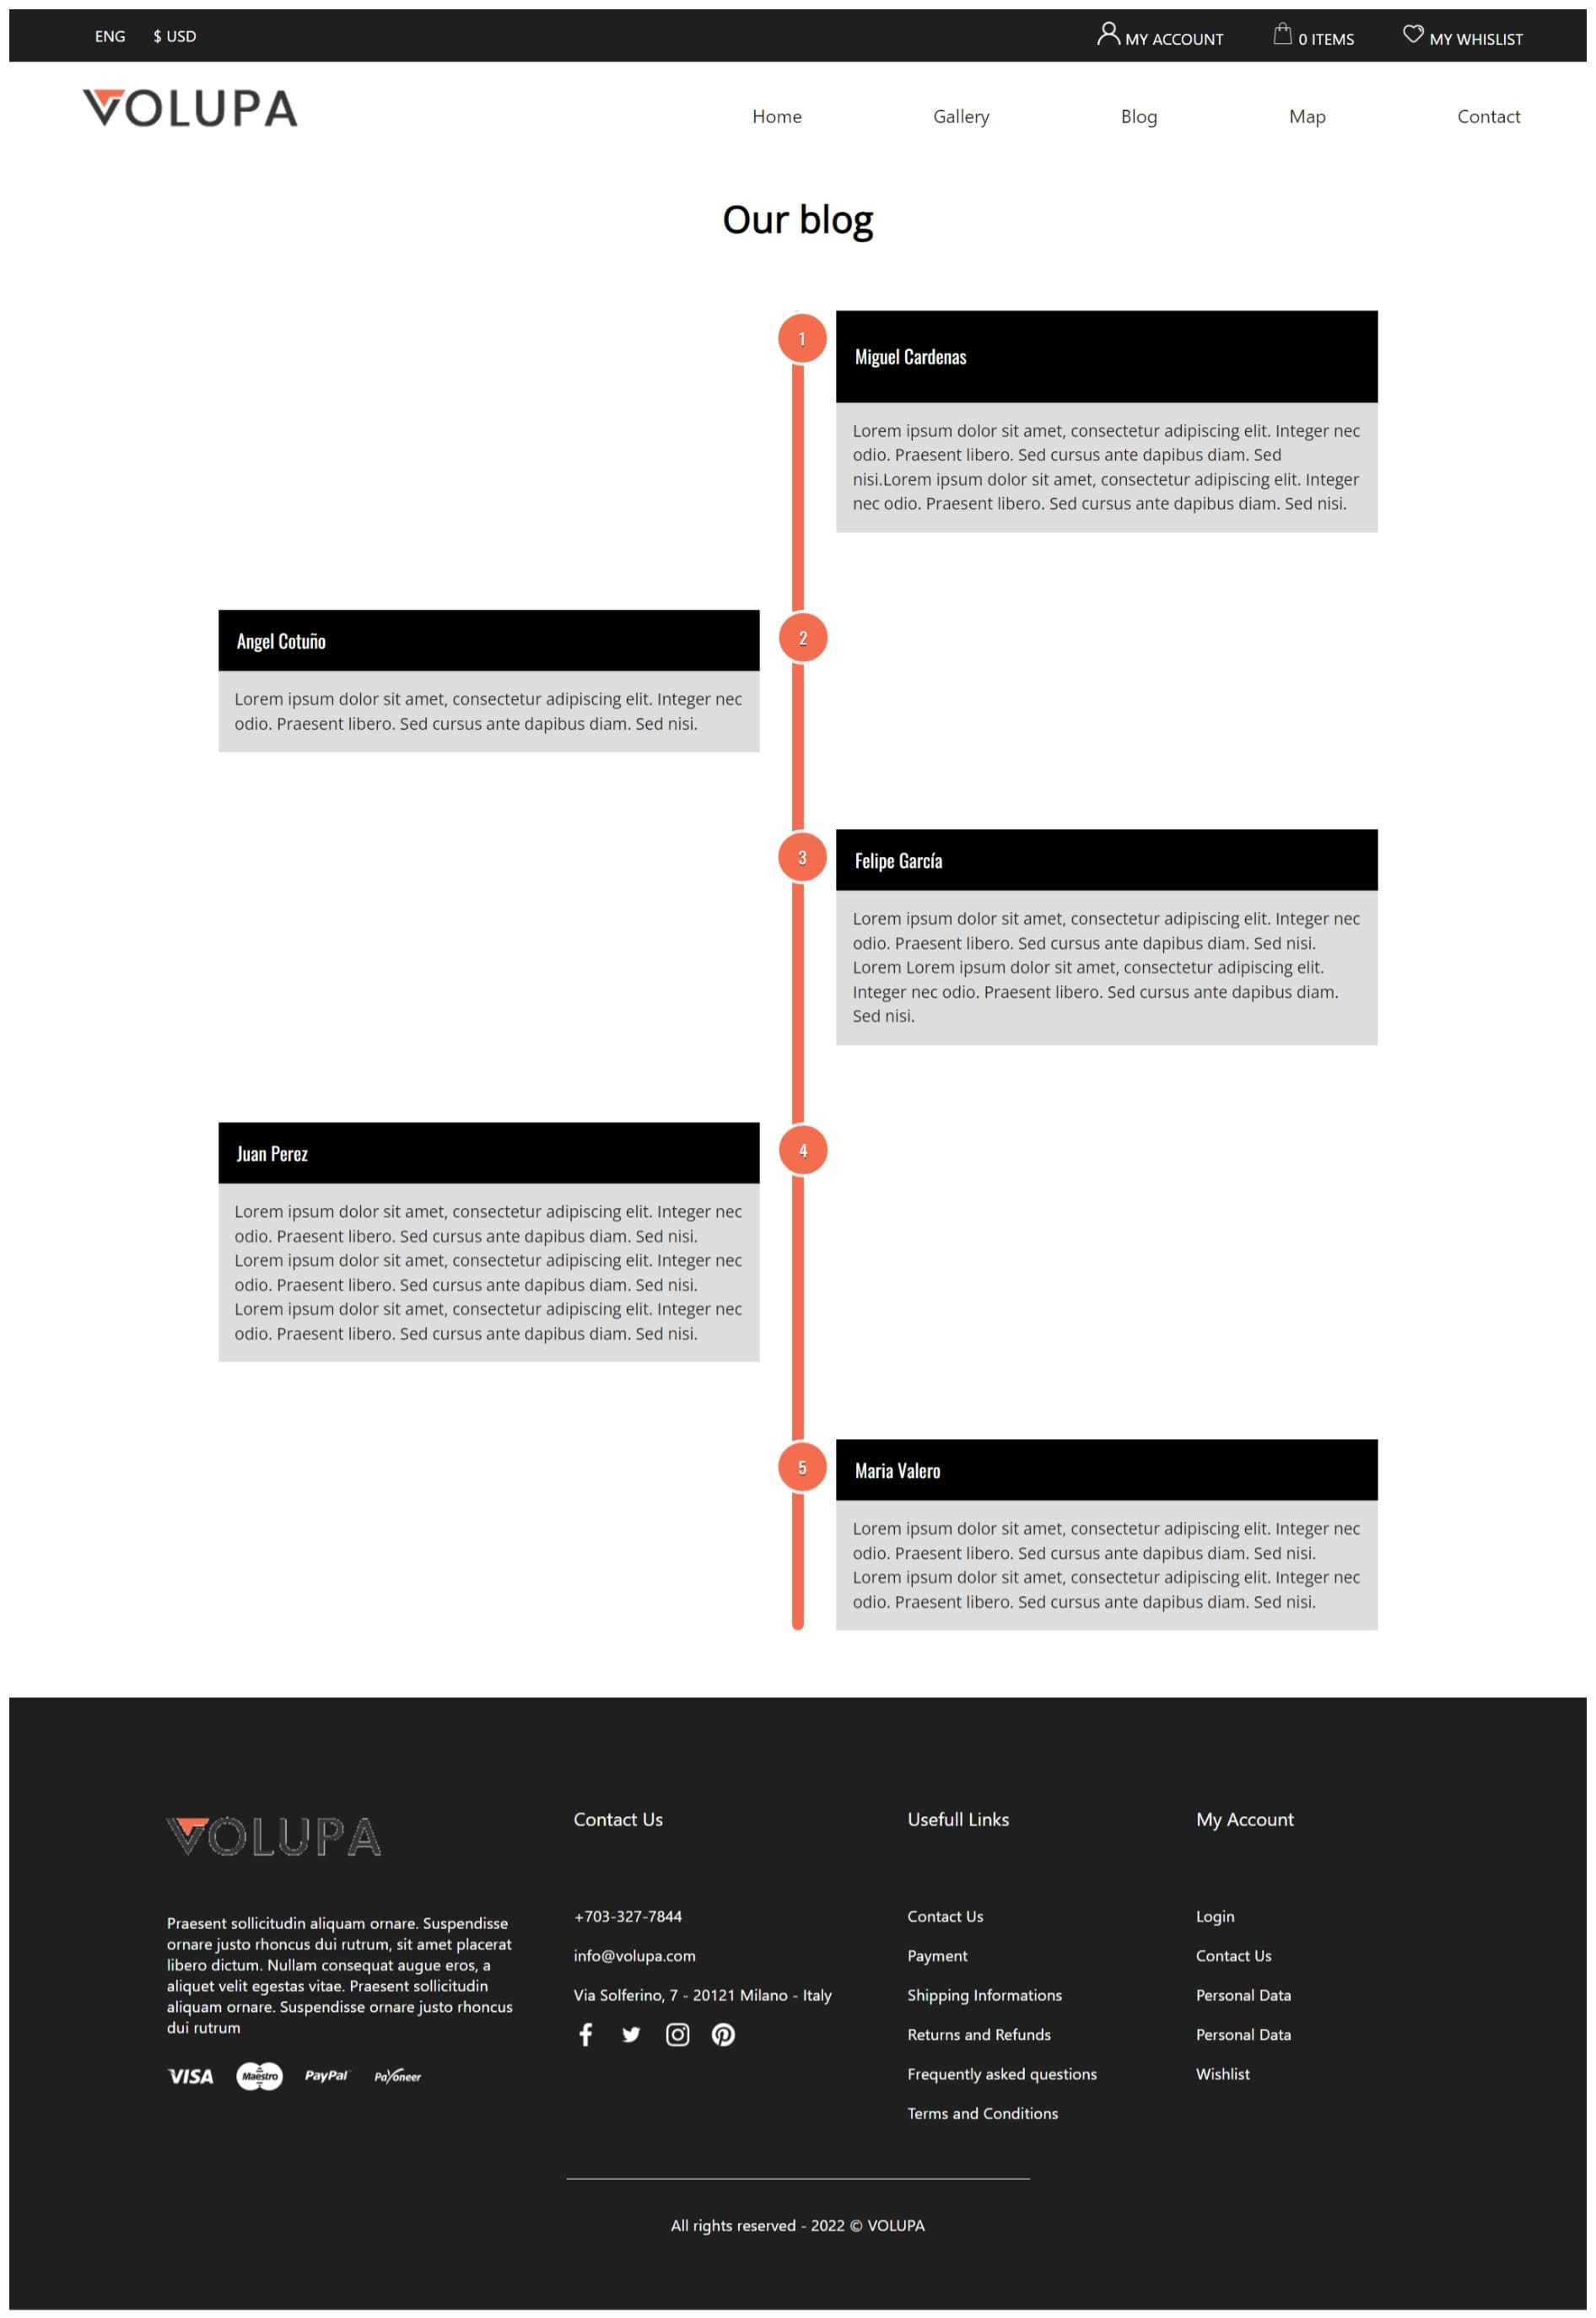 ENG $ USD MY ACCOUNT 0 ITEMS MY WHISLIST
VOLUPA
Home Gallery Blog Map Contact
Our blog
1
Miguel Cardenas
Lorem ipsum dolor sit amet, consectetur adipiscing elit. Integer nec
odio. Praesent libero. Sed cursus ante dapibus diam. Sed
nisi.Lorem ipsum dolor sit amet, consectetur adipiscing elit. Integer
nec odio. Praesent libero. Sed cursus ante dapibus diam. Sed nisi.
2
Angel Cotuño
Lorem ipsum dolor sit amet, consectetur adipiscing elit. Integer nec
odio. Praesent libero. Sed cursus ante dapibus diam. Sed nisi.
3
Felipe García
Lorem ipsum dolor sit amet, consectetur adipiscing elit. Integer nec
odio. Praesent libero. Sed cursus ante dapibus diam. Sed nisi.
Lorem Lorem ipsum dolor sit amet, consectetur adipiscing elit.
Integer nec odio. Praesent libero. Sed cursus ante dapibus diam.
Sed nisi.
4
Juan Perez
Lorem ipsum dolor sit amet, consectetur adipiscing elit. Integer nec
odio. Praesent libero. Sed cursus ante dapibus diam. Sed nisi.
Lorem ipsum dolor sit amet, consectetur adipiscing elit. Integer nec
odio. Praesent libero. Sed cursus ante dapibus diam. Sed nisi.
Lorem ipsum dolor sit amet, consectetur adipiscing elit. Integer nec
odio. Praesent libero. Sed cursus ante dapibus diam. Sed nisi.
5
Maria Valero
Lorem ipsum dolor sit amet, consectetur adipiscing elit. Integer nec
odio. Praesent libero. Sed cursus ante dapibus diam. Sed nisi.
Lorem ipsum dolor sit amet, consectetur adipiscing elit. Integer nec
odio. Praesent libero. Sed cursus ante dapibus diam. Sed nisi.
VOLUPA
Praesent sollicitudin aliquam ornare. Suspendisse
ornare justo rhoncus dui rutrum, sit amet placerat
libero dictum. Nullam consequat augue eros, a
aliquet velit egestas vitae. Praesent sollicitudin
aliquam ornare. Suspendisse ornare justo rhoncus
dui rutrum
VISA Maestro PayPal Payoneer
Contact Us
+703-327-7844
info@volupa.com
Via Solferino, 7 - 20121 Milano - Italy
Usefull Links
Contact Us
Payment
Shipping Informations
Returns and Refunds
Frequently asked questions
Terms and Conditions
My Account
Login
Contact Us
Personal Data
Personal Data
Wishlist
All rights reserved - 2022 © VOLUPA